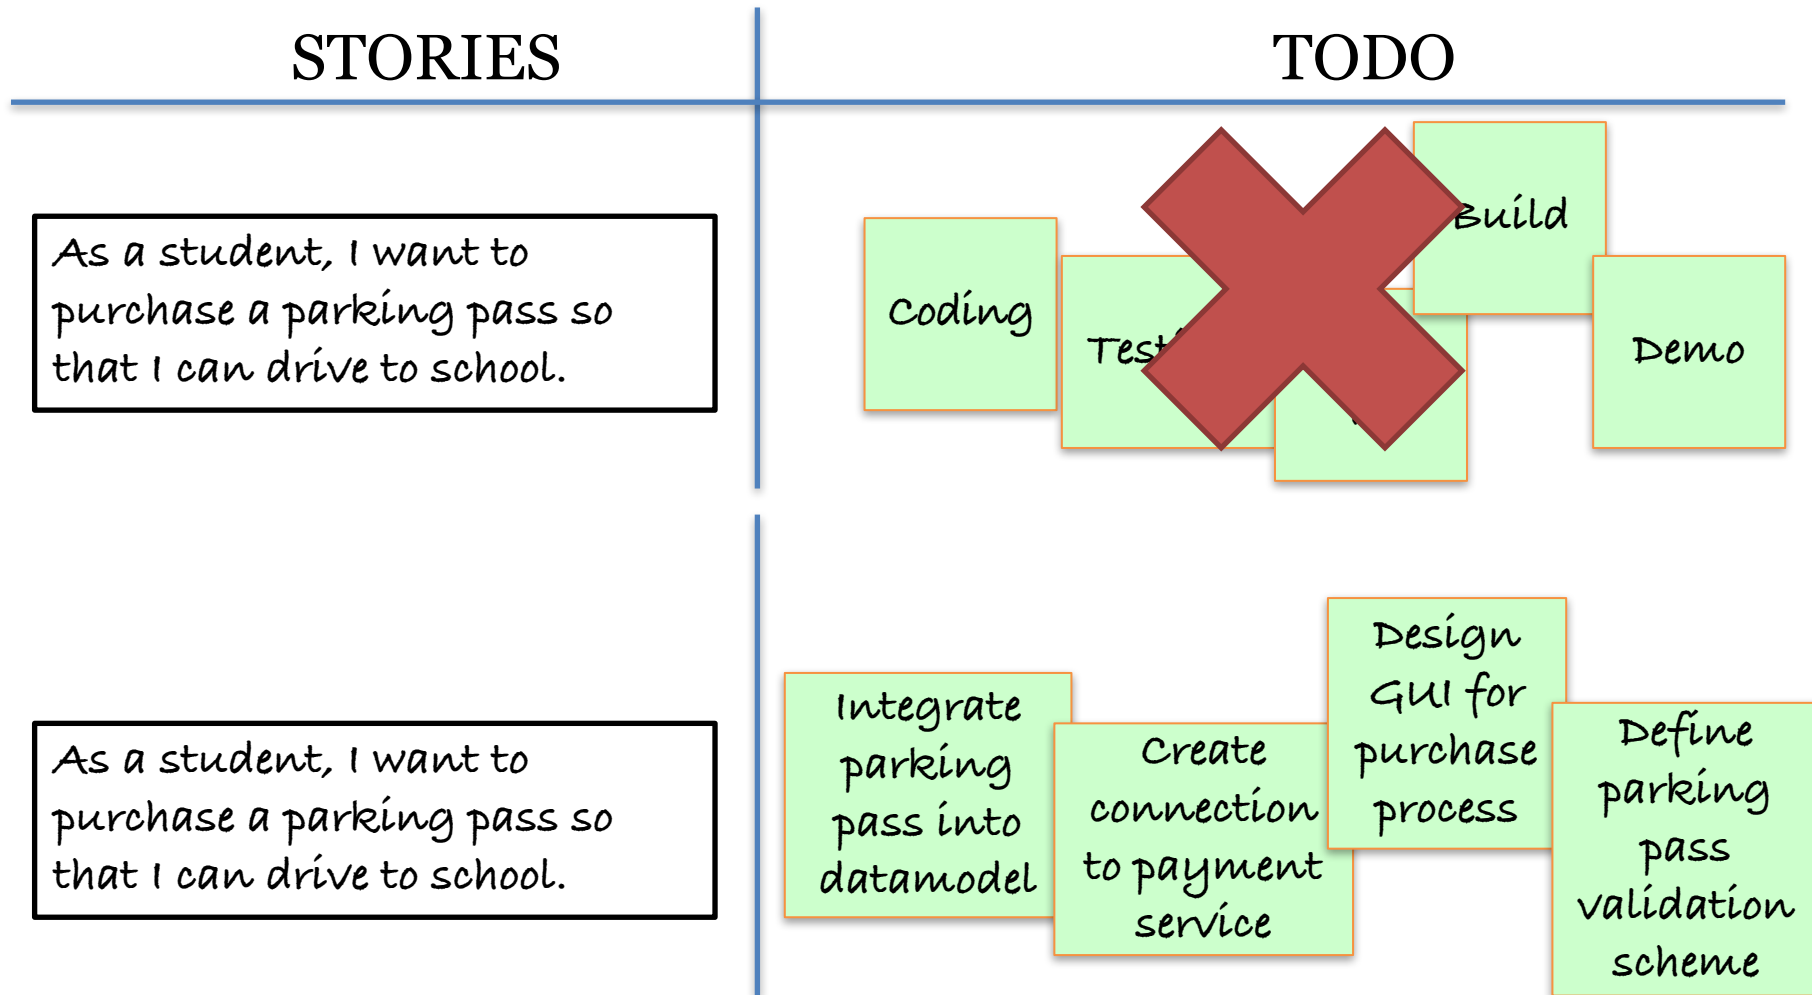 STORIES
TODO
As a student, I want to
purchase a parking pass so
that I can drive to school.
Coding
Build
Demo
As a student, I want to
purchase a parking pass so
that I can drive to school.
Integrate
parking
pass into
datamodel
Create
connection
to payment
service
Design
GUI for
purchase
process
Define
parking
pass
validation
scheme